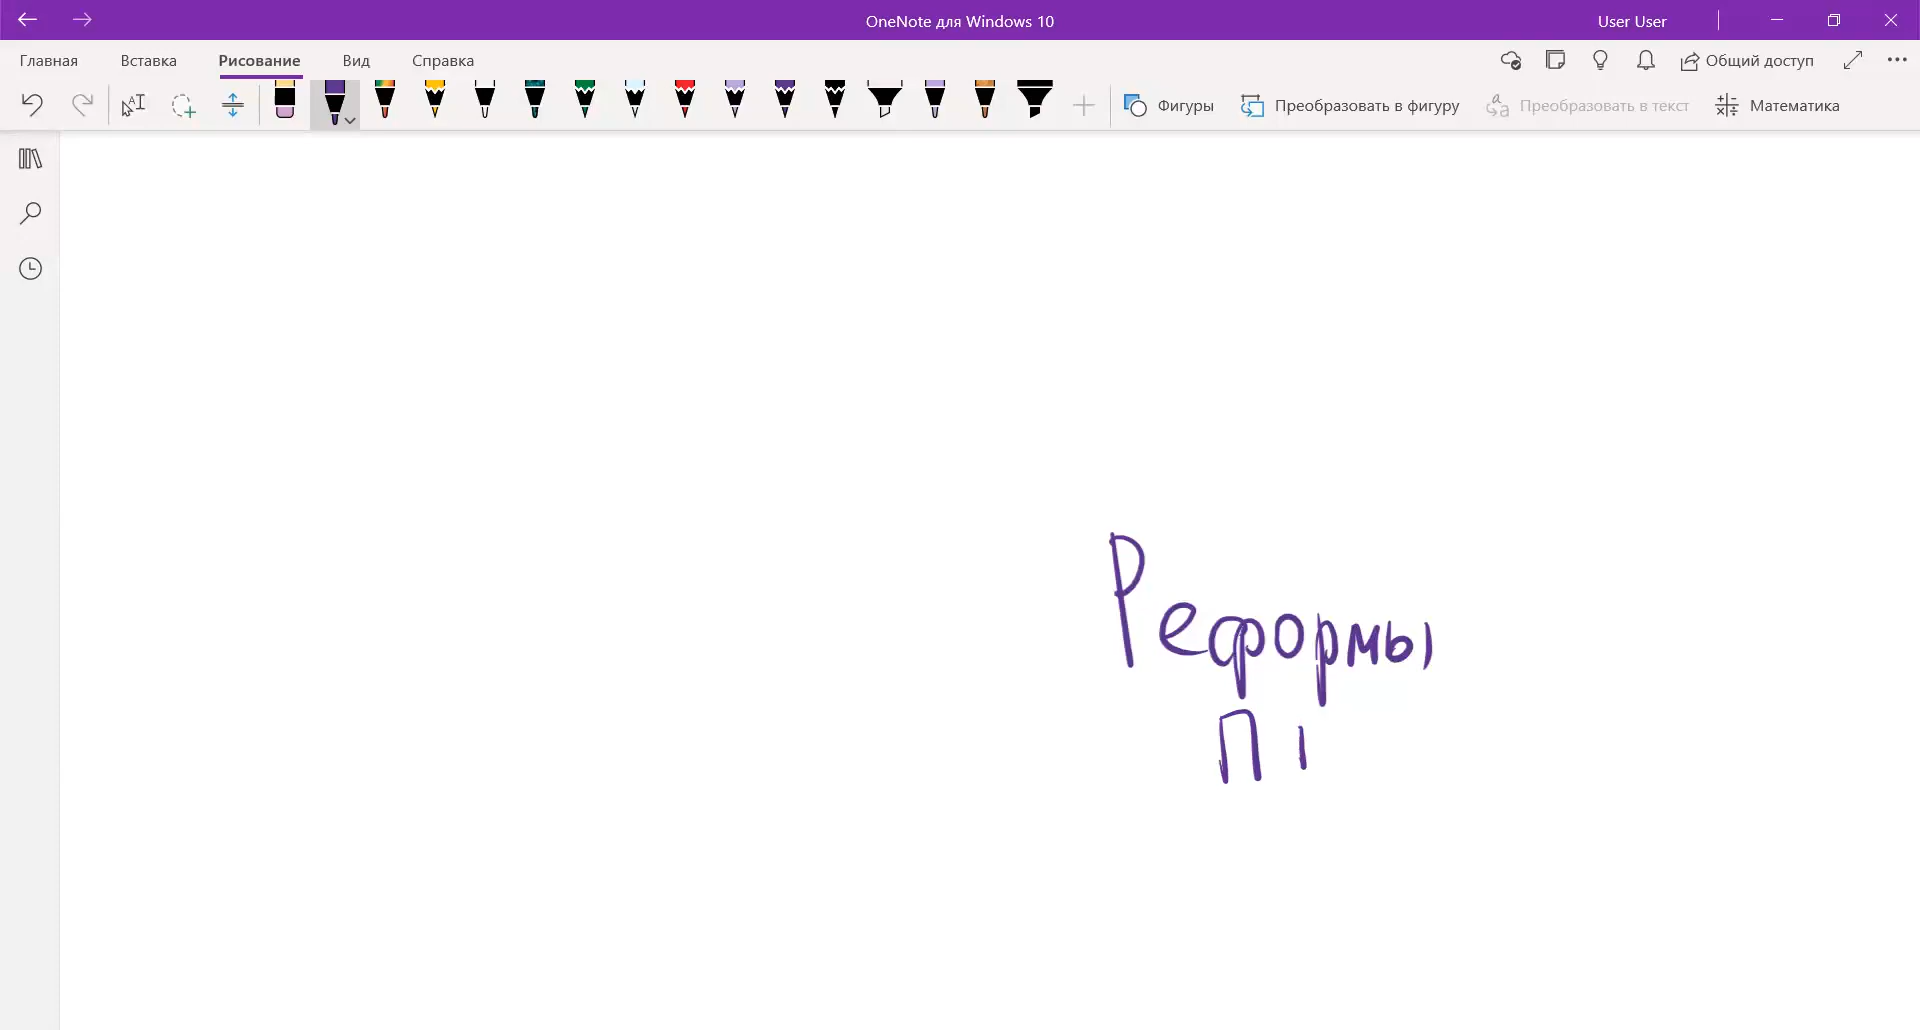 OneNote для Windows 10
User User
Главная Вставка Рисование Вид Справка
Общий доступ
Фигуры Преобразовать в фигуру Преобразовать в текст Математика
Реформы
П I